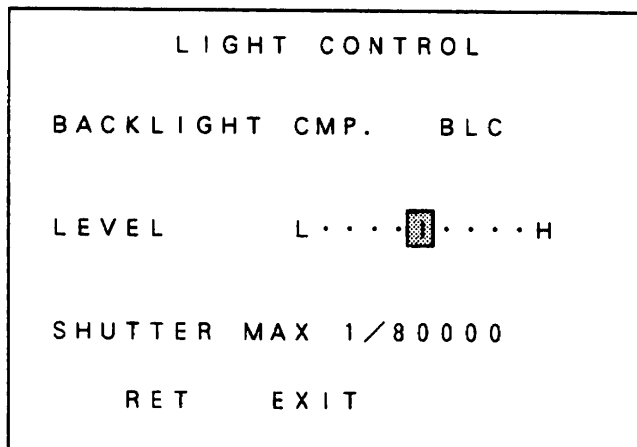 LIGHT CONTROL
BACKLIGHT CMP. BLC
LEVEL L····I····H
SHUTTER MAX 1/80000
RET EXIT